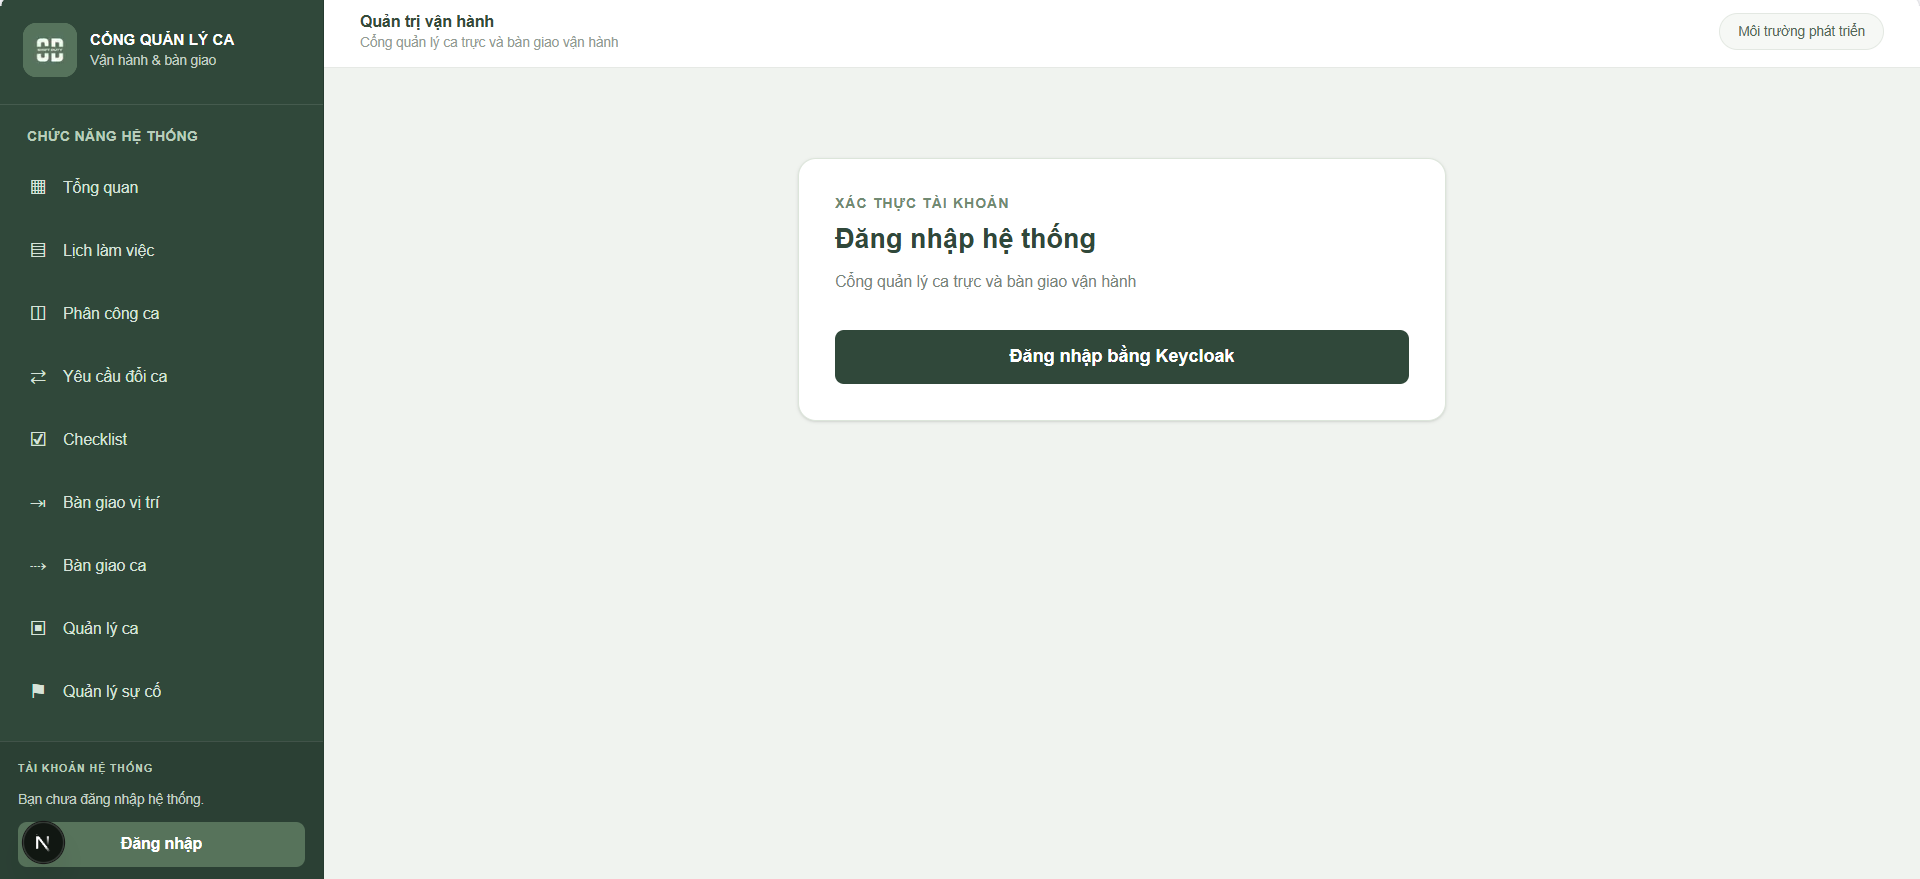 CỔNG QUẢN LÝ CA
Vận hành & bàn giao
CHỨC NĂNG HỆ THỐNG
Tổng quan
Lịch làm việc
Phân công ca
Yêu cầu đổi ca
Checklist
Bàn giao vị trí
Bàn giao ca
Quản lý ca
Quản lý sự cố
TÀI KHOẢN HỆ THỐNG
Bạn chưa đăng nhập hệ thống.
N
Đăng nhập
Quản trị vận hành
Cổng quản lý ca trực và bàn giao vận hành
Môi trường phát triển
XÁC THỰC TÀI KHOẢN
Đăng nhập hệ thống
Cổng quản lý ca trực và bàn giao vận hành
Đăng nhập bằng Keycloak